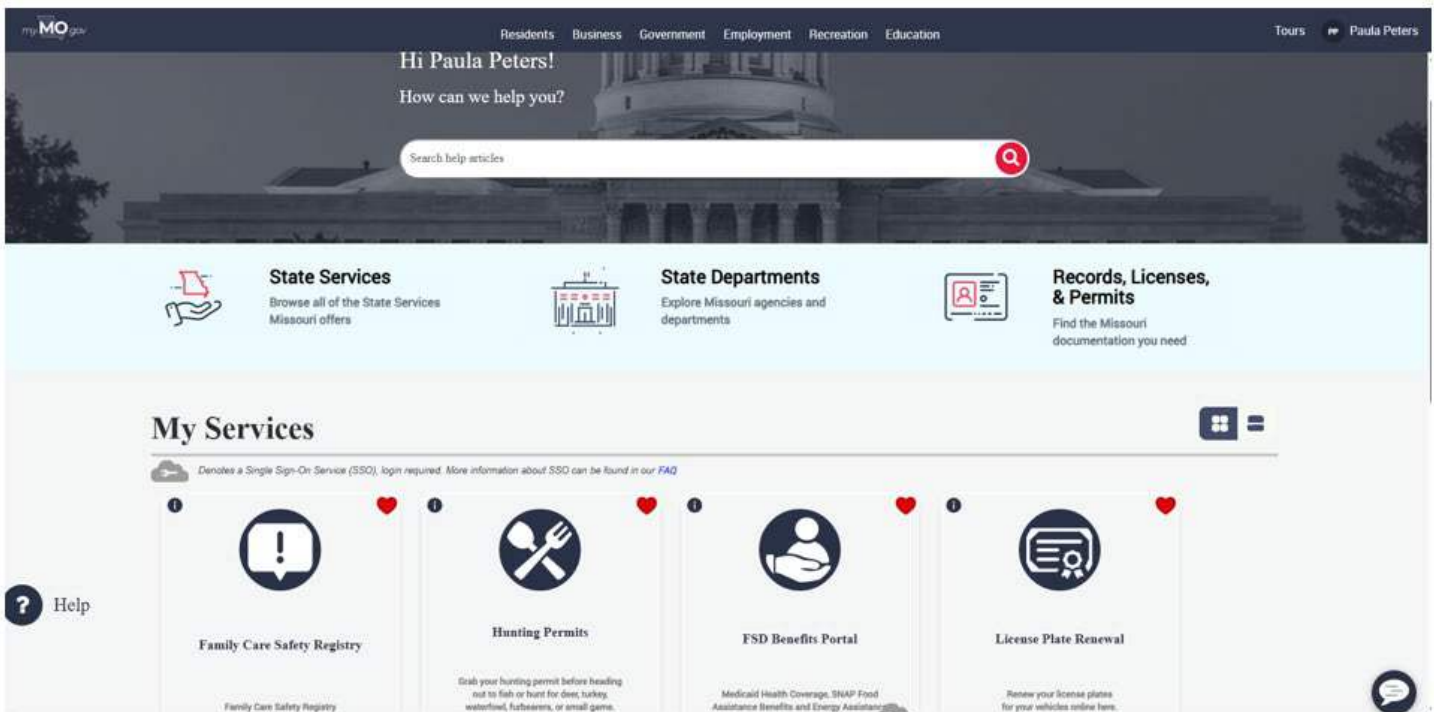 myMO.gov
Residents Business Government Employment Recreation Education
Tours PP Paula Peters
Hi Paula Peters!
How can we help you?
Search help articles
State Services
Browse all of the State Services
Missouri offers
State Departments
Explore Missouri agencies and
departments
Records, Licenses,
& Permits
Find the Missouri
documentation you need
My Services
Denotes a Single Sign-On Service (SSO), login required. More information about SSO can be found in our FAQ
Family Care Safety Registry
Family Care Safety Registry
Hunting Permits
Grab your hunting permit before heading
out to fish or hunt for deer, turkey,
waterfowl, furbearers, or small game.
FSD Benefits Portal
Medicaid Health Coverage, SNAP Food
Assistance Benefits and Energy Assistance
License Plate Renewal
Renew your license plates
for your vehicles online here.
? Help